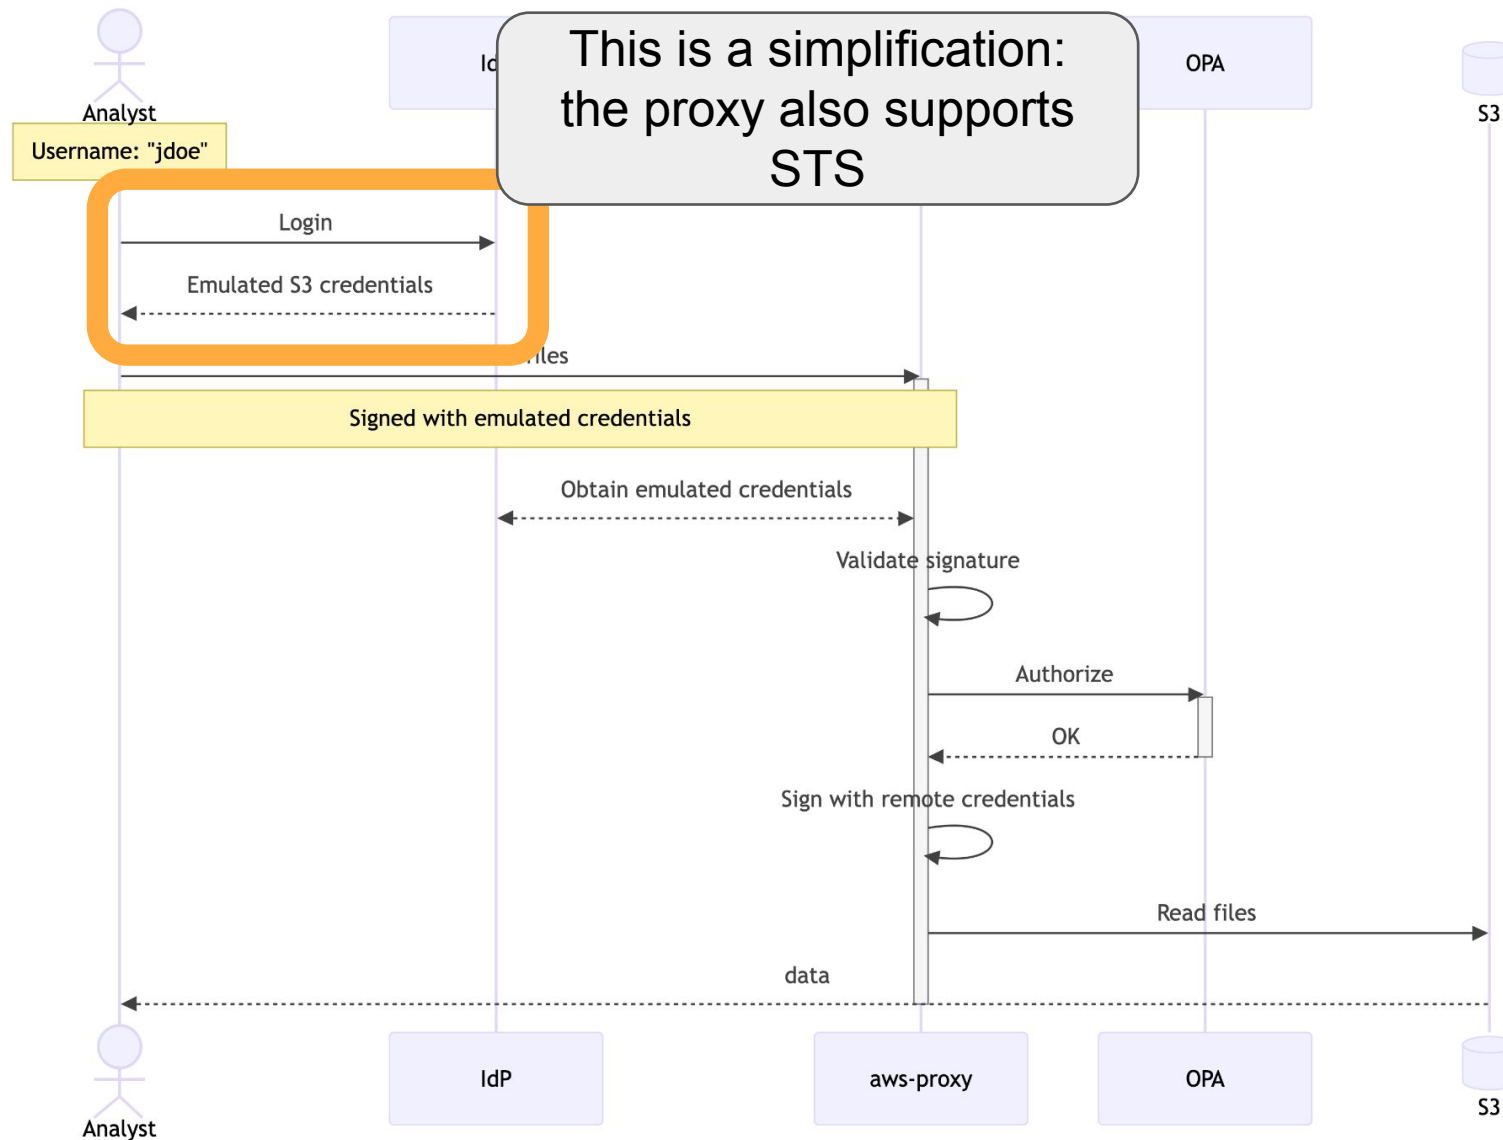 Analyst
This is a simplification:
the proxy also supports
STS
OPA
S3
Username: "jdoe"
Login
Emulated S3 credentials
Signed with emulated credentials
Obtain emulated credentials
Validate signature
Authorize
OK
Sign with remote credentials
Read files
data
Analyst
IdP
aws-proxy
OPA
S3